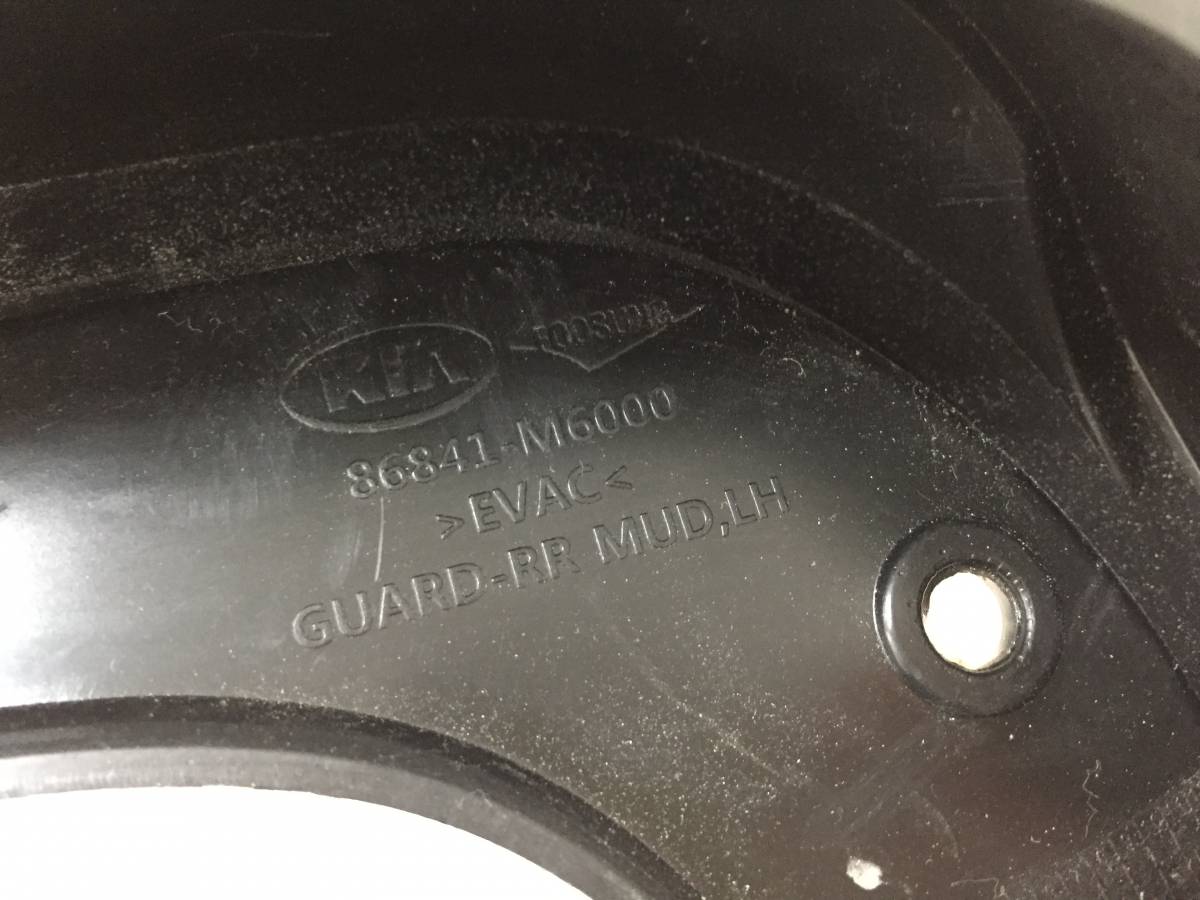 KIA
86841-M6000
>EVAC<
GUARD-RR MUD,LH